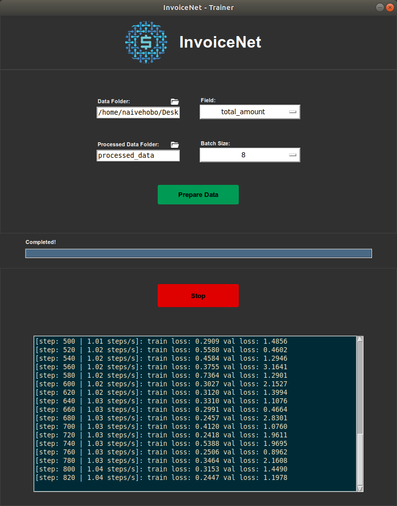 InvoiceNet - Trainer
InvoiceNet
Data Folder:
Field:
/home/naivehobo/Desk
total_amount
Processed Data Folder:
Batch Size:
processed_data
8
Prepare Data
Completed!
Stop
[step: 500 | 1.01 steps/s]: train loss: 0.2909 val loss: 1.4856
[step: 520 | 1.02 steps/s]: train loss: 0.5580 val loss: 0.4602
[step: 540 | 1.02 steps/s]: train loss: 0.4584 val loss: 1.2946
[step: 560 | 1.02 steps/s]: train loss: 0.3755 val loss: 3.1641
[step: 580 | 1.02 steps/s]: train loss: 0.7364 val loss: 1.2901
[step: 600 | 1.02 steps/s]: train loss: 0.3027 val loss: 2.1527
[step: 620 | 1.02 steps/s]: train loss: 0.3120 val loss: 1.3994
[step: 640 | 1.03 steps/s]: train loss: 0.3310 val loss: 1.1076
[step: 660 | 1.03 steps/s]: train loss: 0.2991 val loss: 0.4664
[step: 680 | 1.03 steps/s]: train loss: 0.2457 val loss: 2.8301
[step: 700 | 1.03 steps/s]: train loss: 0.4120 val loss: 1.0760
[step: 720 | 1.03 steps/s]: train loss: 0.2418 val loss: 1.9611
[step: 740 | 1.03 steps/s]: train loss: 0.5388 val loss: 1.9695
[step: 760 | 1.03 steps/s]: train loss: 0.2506 val loss: 0.8962
[step: 780 | 1.03 steps/s]: train loss: 0.3464 val loss: 2.1608
[step: 800 | 1.04 steps/s]: train loss: 0.3153 val loss: 1.4490
[step: 820 | 1.04 steps/s]: train loss: 0.2447 val loss: 1.1978